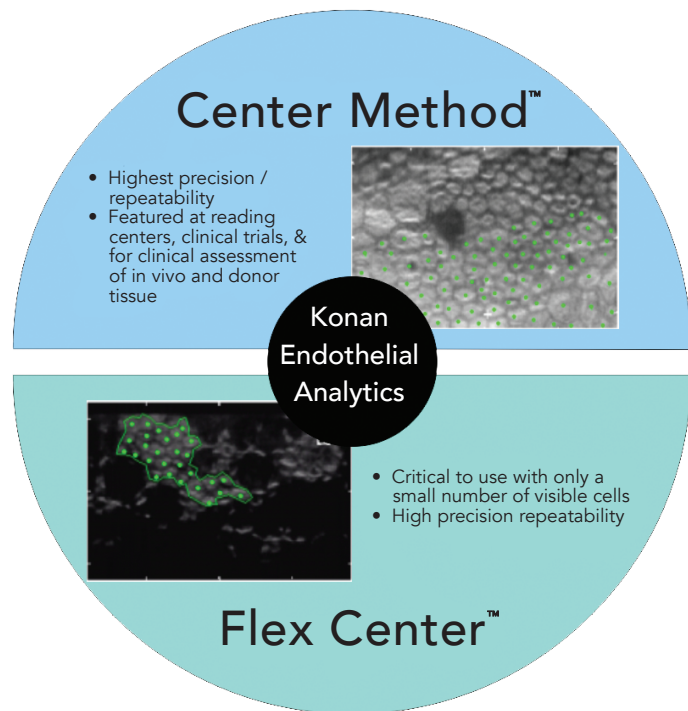 Center Method™
• Highest precision /
repeatability
• Featured at reading
centers, clinical trials, &
for clinical assessment
of in vivo and donor
tissue
Konan
Endothelial
Analytics
• Critical to use with only a
small number of visible cells
• High precision repeatability
Flex Center™